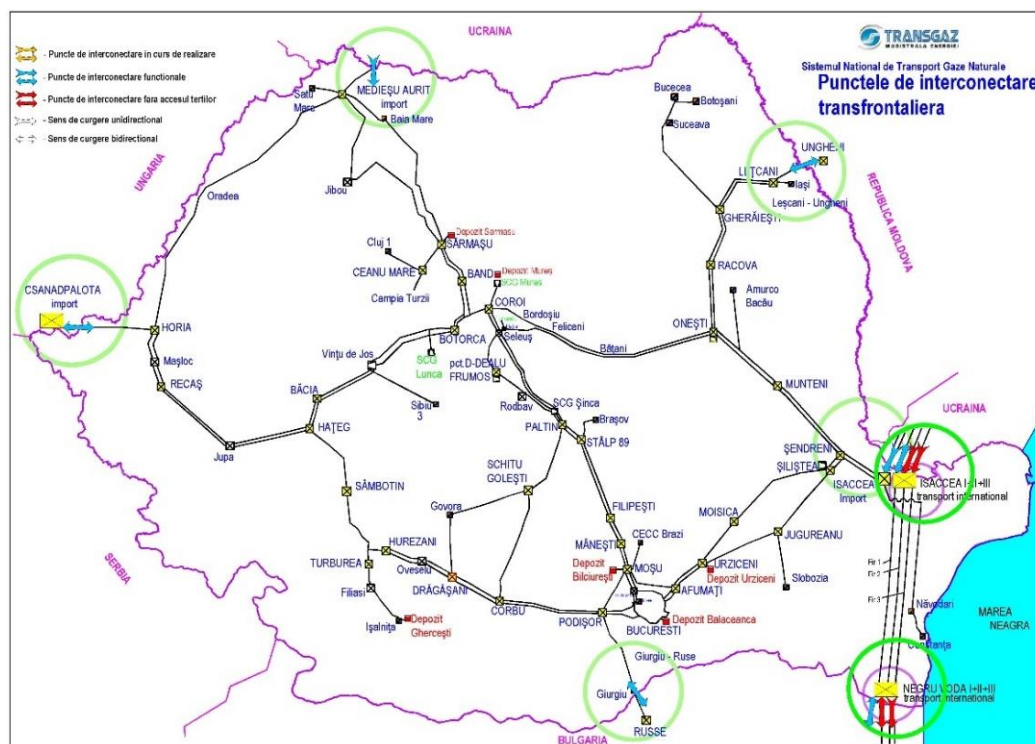 - Puncte de interconectare in curs de realizare
- Puncte de interconectare functionale
- Puncte de interconectare fara accesul tertilor
- Sens de curgere unidirectional
- Sens de curgere bidirectional
TRANSGAZ
MAGISTRALA ENERGIEI
Sistemul National de Transport Gaze Naturale
Punctele de interconectare
transfrontaliera
UCRAINA
MEDIEŞU AURIT
import
Satu
Mare
Baia Mare
Bucecea
Botoşani
Suceava
UNGHENI
LEŢCANI
Iaşi
Leşcani - Ungheni
GHERĂIEŞTI
REPUBLICA MOLDOVA
UNGARIA
Jibou
Oradea
Cluj 1
Depozit Sarmasu
SĂRMAŞU
CEANU MARE
Campia Turzii
BAND
Depozit Mureş
SCG Mures
RACOVA
Amurco
Bacău
CSANADPALOTA
import
HORIA
Maşloc
RECAŞ
COROI
Bordoşiu
Feliceni
BOTORCA
Seleuş
Băţani
ONEŞTI
Vinţu de Jos
SCG
Lunca
pct.D-DEALU
FRUMOS
MUNTENI
BĂCIA
Sibiu
3
Rodbav
SCG Şinca
Braşov
PALTIN
STÂLP 89
UCRAINA
HAŢEG
Jupa
ŞENDRENI
SILIŞTEA
ISACCEA
Import
ISACCEA I+II+III
transport international
SCHITU
GOLEŞTI
SÂMBOTIN
Govora
FILIPEŞTI
MOISICA
JUGUREANU
MĂNEŞTI
CECC Brazi
SERBIA
HUREZANI
TURBUREA
Oveselu
Depozit
Bilciureşti
MOŞU
URZICENI
Depozit Urziceni
Slobozia
Fir 1
Fir 2
Fir 3
Filiasi
DRĂGĂŞANI
CORBU
AFUMAŢI
Işalniţa
Depozit
Gherceşti
PODIŞOR
BUCURESTI
Depozit Balaceanca
Năvodari
Constanţa
MAREA
NEAGRA
Giurgiu - Ruse
Giurgiu
RUSSE
BULGARIA
NEGRU VODA I+II+III
transport international